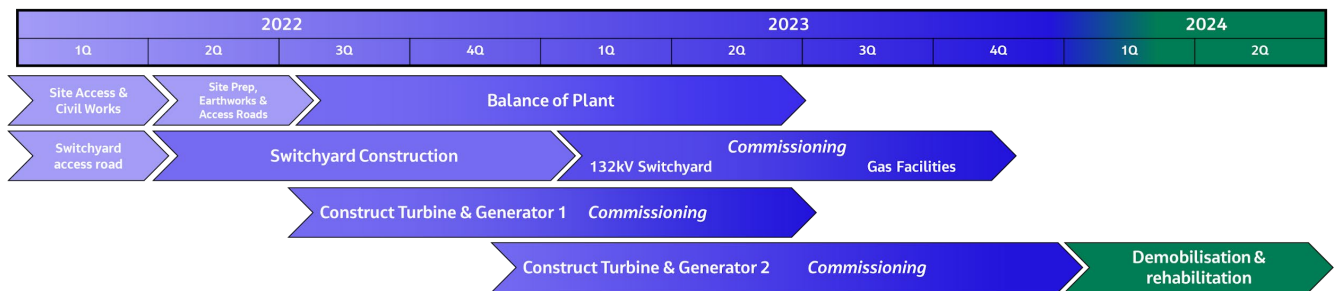 2022 2023 2024
1Q 2Q 3Q 4Q 1Q 2Q 3Q 4Q 1Q 2Q
Site Access &
Civil Works
Site Prep,
Earthworks &
Access Roads
Balance of Plant
Switchyard
access road
Switchyard Construction
Commissioning
132kV Switchyard Gas Facilities
Construct Turbine & Generator 1 Commissioning
Construct Turbine & Generator 2 Commissioning
Demobilisation &
rehabilitation